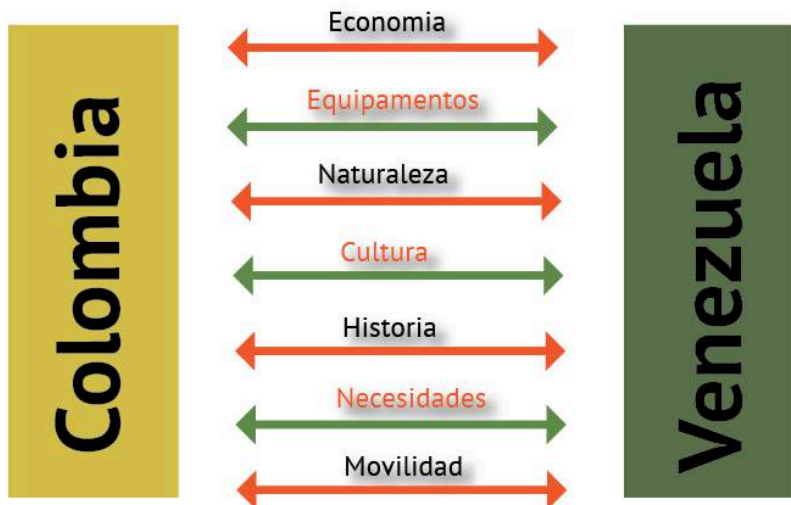 Colombia
Economia
Equipamentos
Naturaleza
Cultura
Historia
Necesidades
Movilidad
Venezuela